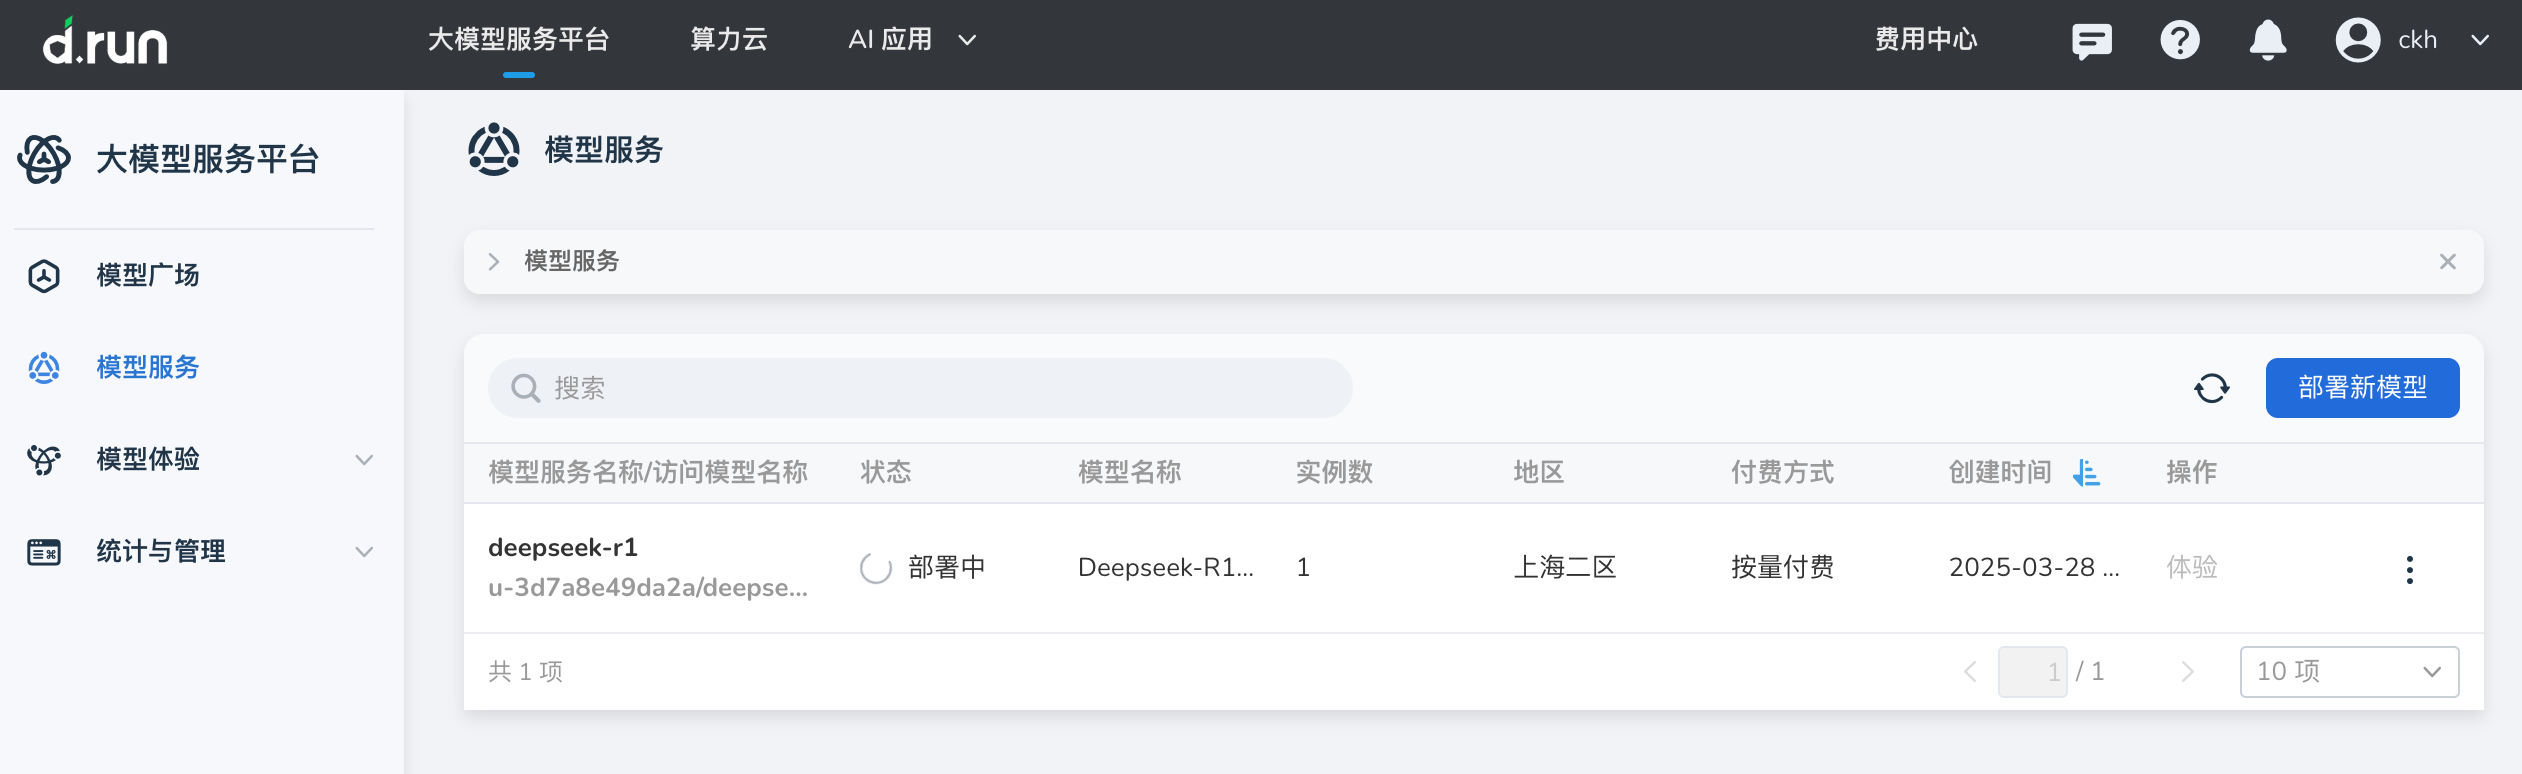 d.run
大模型服务平台
算力云
AI 应用
费用中心
ckh
大模型服务平台
模型广场
模型服务
模型体验
统计与管理
模型服务
模型服务
搜索
部署新模型
模型服务名称/访问模型名称 状态 模型名称 实例数 地区 付费方式 创建时间 操作
deepseek-r1
u-3d7a8e49da2a/deepse...
部署中 Deepseek-R1... 1 上海二区 按量付费 2025-03-28 ... 体验
共 1 项
1 / 1
10 项